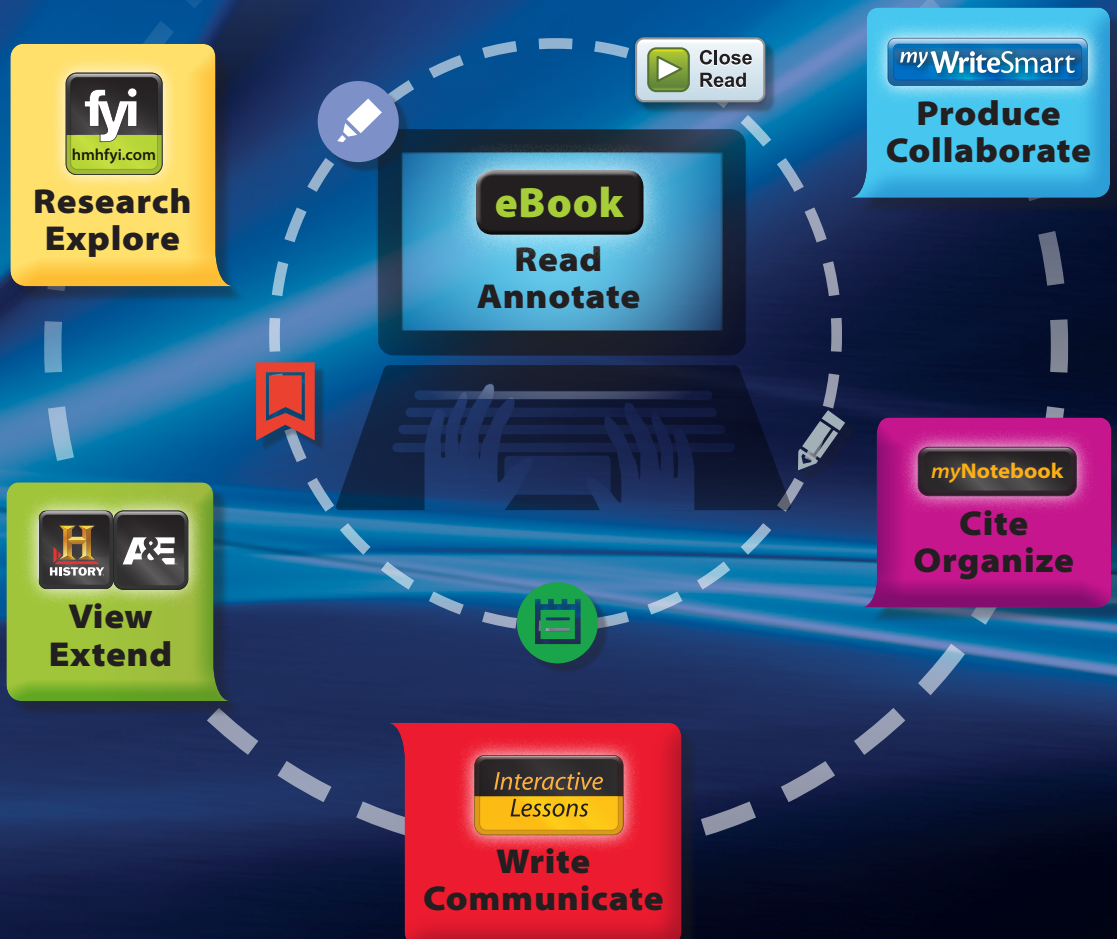 fyi
hmhfyi.com
Research
Explore
Close
Read
eBook
Read
Annotate
myWriteSmart
Produce
Collaborate
HISTORY
A&E
View
Extend
myNotebook
Cite
Organize
Interactive
Lessons
Write
Communicate